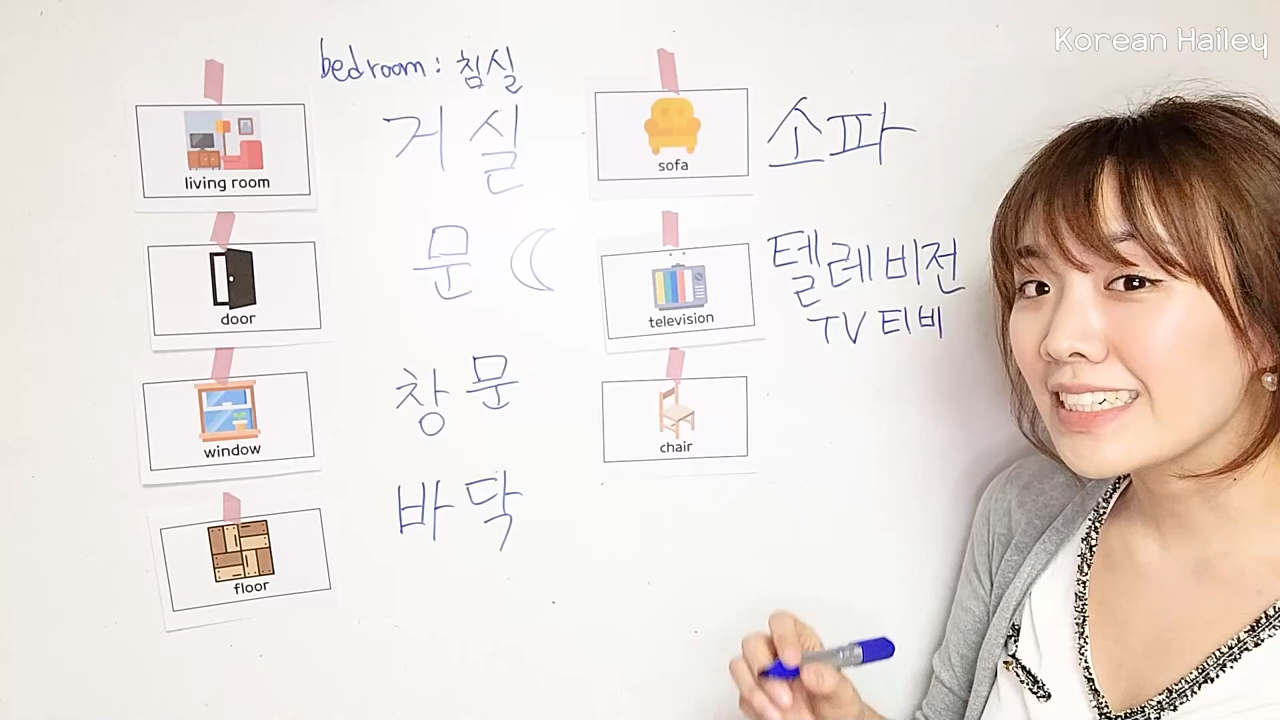 Korean Hailey
bedroom : 침실
living room
거실
door
문
window
창문
floor
바닥
sofa
소파
television
텔레비전
TV 티비
chair